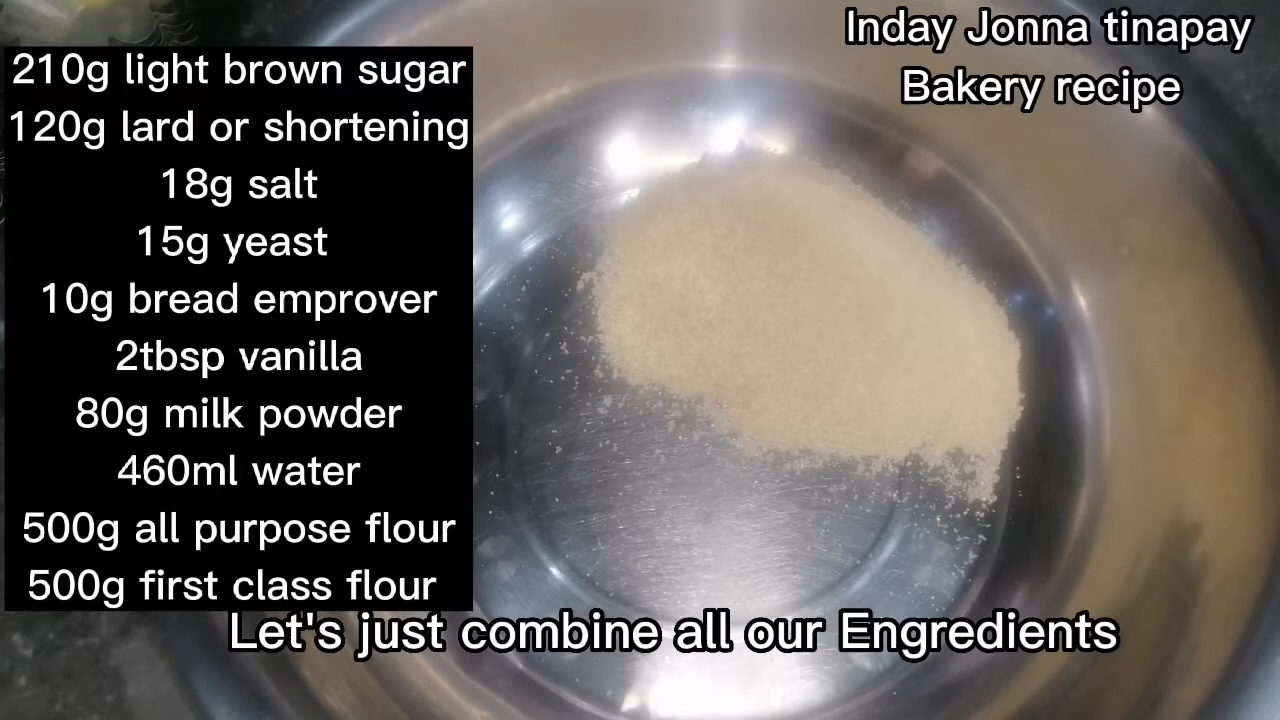 Inday Jonna tinapay
Bakery recipe
210g light brown sugar
120g lard or shortening
18g salt
15g yeast
10g bread emprover
2tbsp vanilla
80g milk powder
460ml water
500g all purpose flour
500g first class flour
Let's just combine all our Engredients